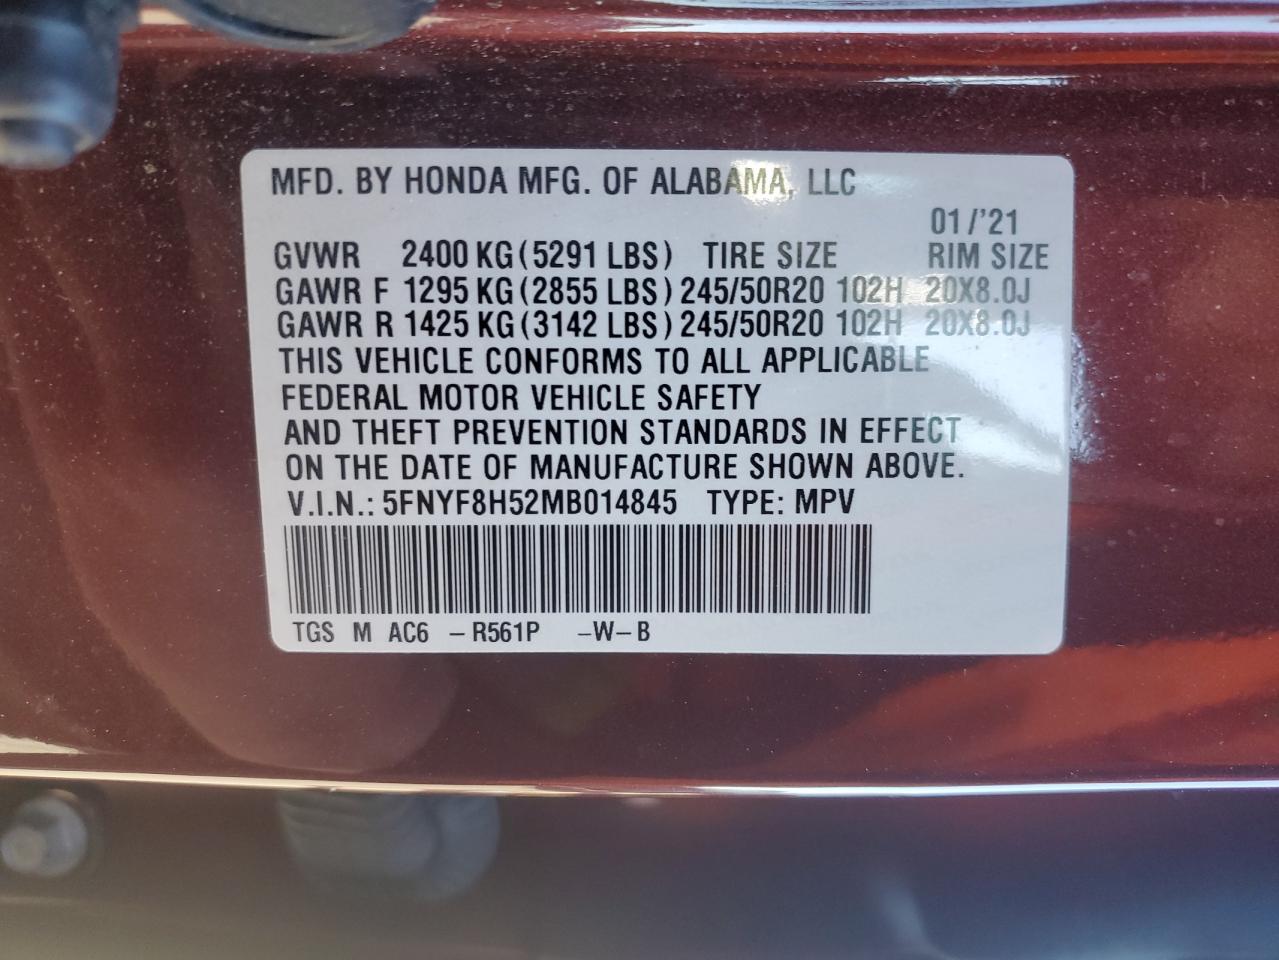 MFD. BY HONDA MFG. OF ALABAMA, LLC
01/'21
GVWR 2400 KG (5291 LBS) TIRE SIZE RIM SIZE
GAWR F 1295 KG (2855 LBS) 245/50R20 102H 20X8.0J
GAWR R 1425 KG (3142 LBS) 245/50R20 102H 20X8.0J
THIS VEHICLE CONFORMS TO ALL APPLICABLE
FEDERAL MOTOR VEHICLE SAFETY
AND THEFT PREVENTION STANDARDS IN EFFECT
ON THE DATE OF MANUFACTURE SHOWN ABOVE.
V.I.N.: 5FNYF8H52MB014845 TYPE: MPV
TGS M AC6 -R561P -W-B